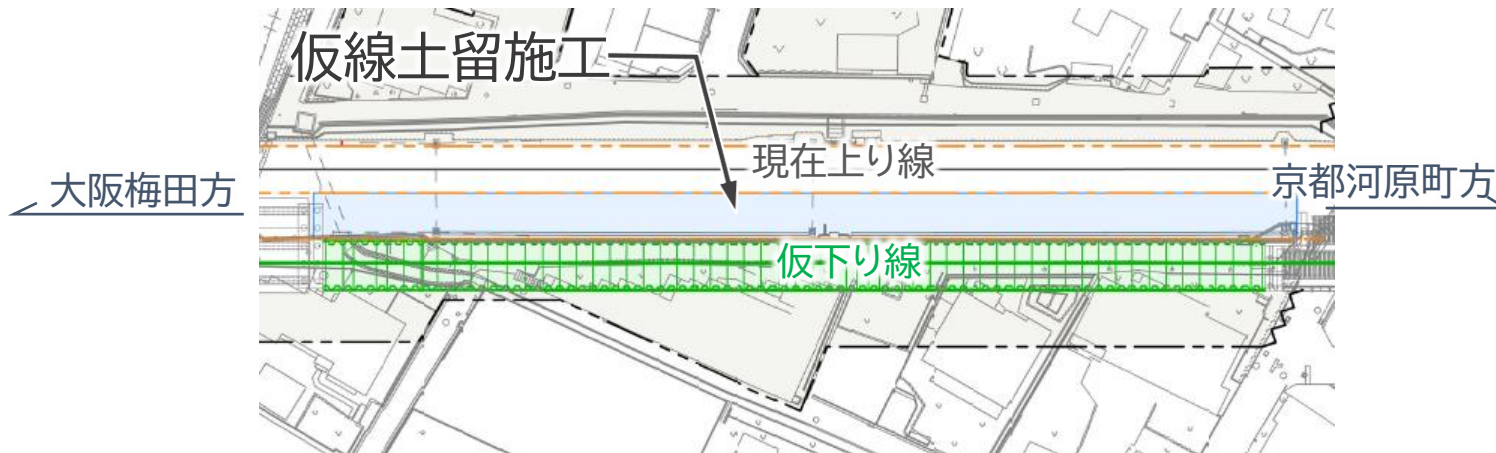 仮線土留施工
現在上り線
大阪梅田方
京都河原町方
仮下り線